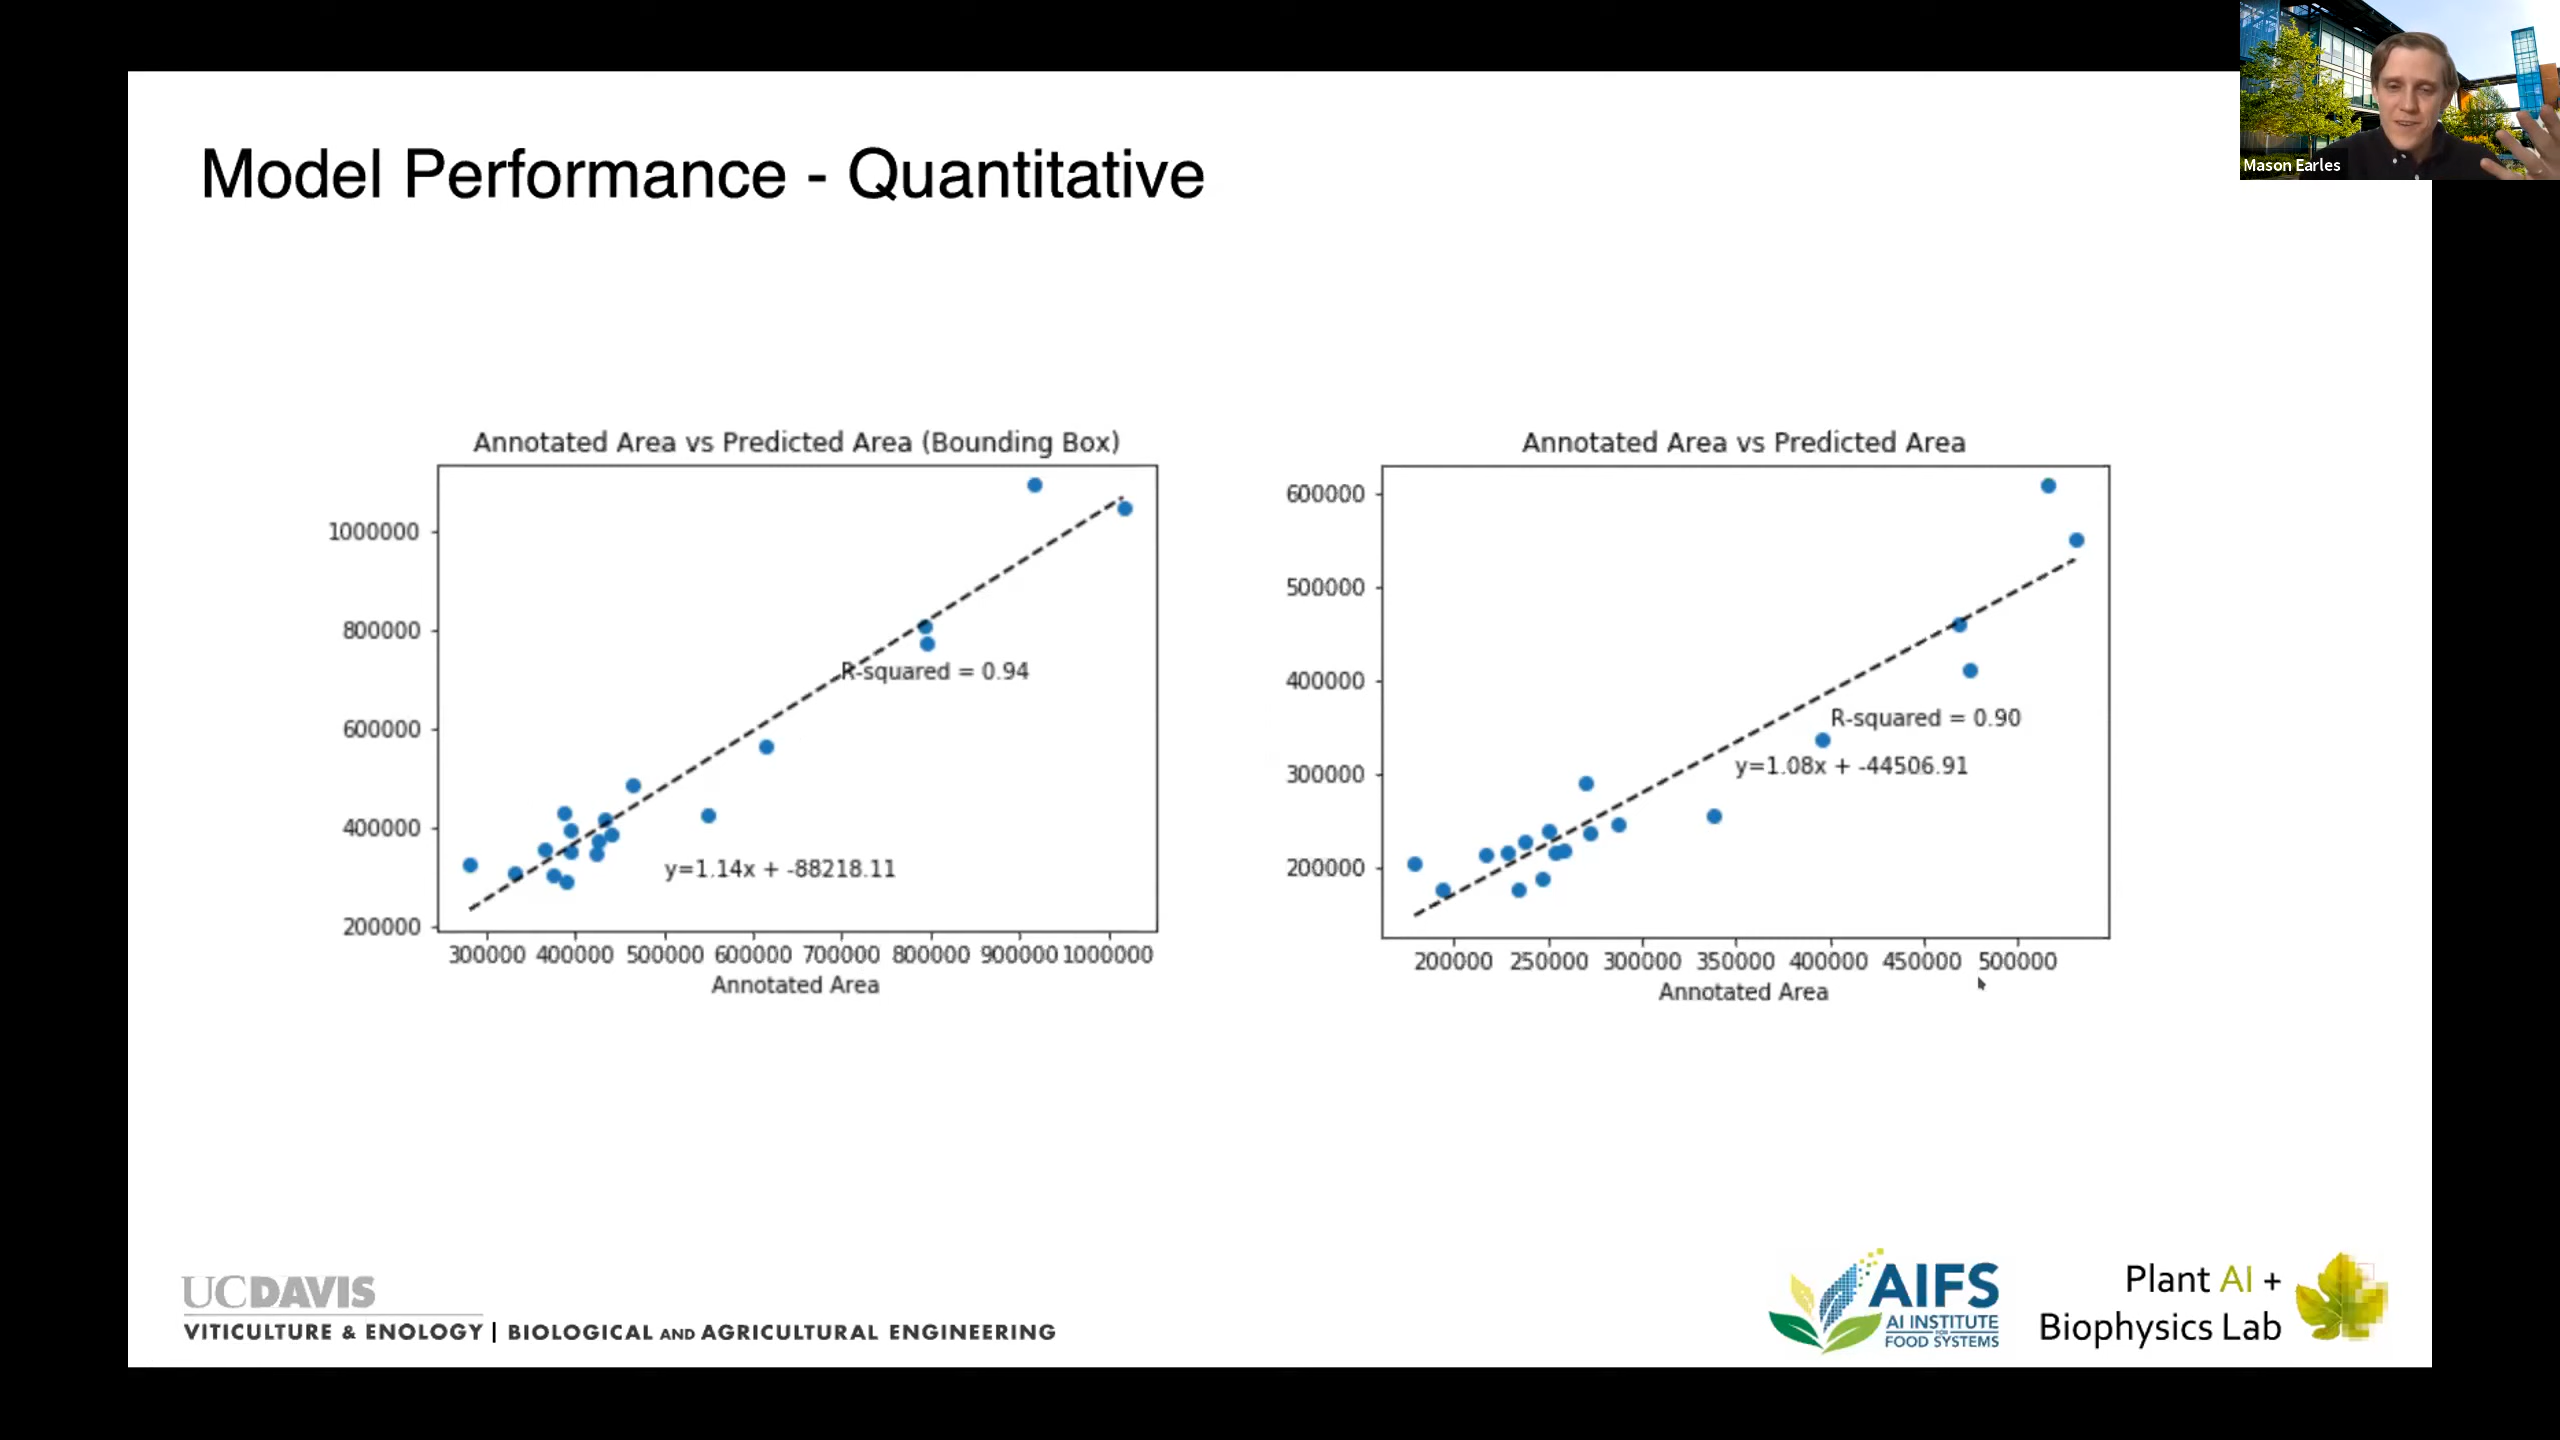 Mason Earles
Model Performance - Quantitative
Annotated Area vs Predicted Area (Bounding Box)
1000000
800000
600000
400000
200000
R-squared = 0.94
y=1.14x + -88218.11
300000 400000 500000 600000 700000 800000 900000 1000000
Annotated Area
Annotated Area vs Predicted Area
600000
500000
400000
300000
200000
R-squared = 0.90
y=1.08x + -44506.91
200000 250000 300000 350000 400000 450000 500000
Annotated Area
UCDAVIS
VITICULTURE & ENOLOGY | BIOLOGICAL AND AGRICULTURAL ENGINEERING
AIFS
AI INSTITUTE
FOR
FOOD SYSTEMS
Plant AI +
Biophysics Lab